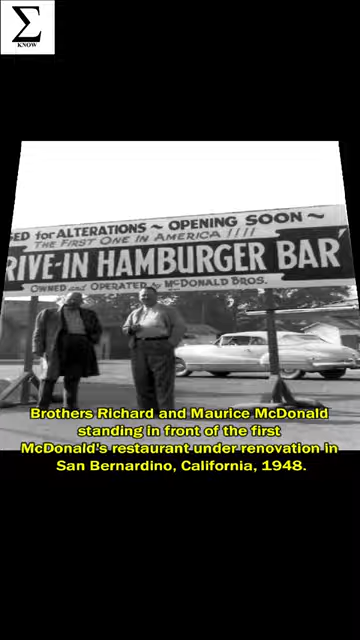 Σ
KNOW
ED for ALTERATIONS ~ OPENING SOON ~
THE FIRST ONE IN AMERICA !!!!
RIVE-IN HAMBURGER BAR
OWNED and OPERATED by McDONALD BROS.
Brothers Richard and Maurice McDonald
standing in front of the first
McDonald's restaurant under renovation in
San Bernardino, California, 1948.